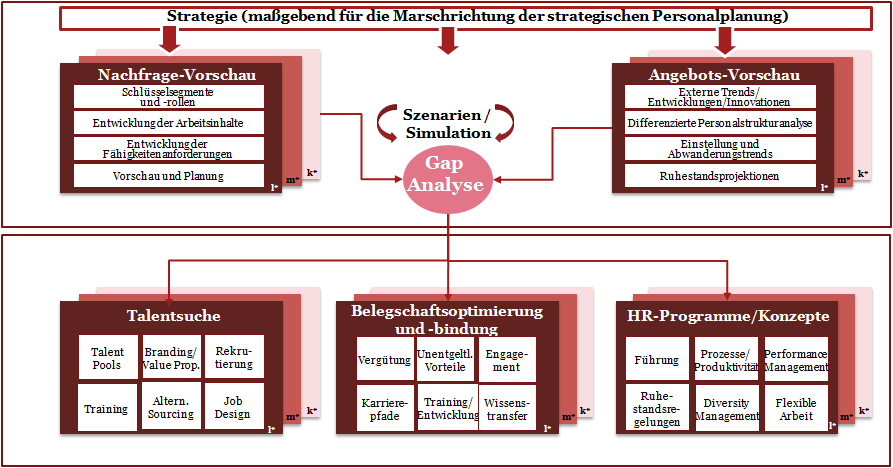 Strategie (maßgebend für die Marschrichtung der strategischen Personalplanung)
Nachfrage-Vorschau
Schlüsselsegmente
und -rollen
Entwicklung der Arbeitsinhalte
Entwicklung der
Fähigkeitenanforderungen
Vorschau und Planung
l*
m*
k*
Szenarien /
Simulation
Gap
Analyse
Angebots-Vorschau
Externe Trends/
Entwicklungen/Innovationen
Differenzierte Personalstrukturanalyse
Einstellung und
Abwanderungstrends
Ruhestandsprojektionen
l*
m*
k*
Talentsuche
Talent
Pools
Branding/
Value Prop.
Rekru-
tierung
Training
Altern.
Sourcing
Job
Design
l*
m*
k*
Belegschaftsoptimierung
und -bindung
Vergütung
Unentgeltl.
Vorteile
Engage-
ment
Karriere-
pfade
Training/
Entwicklung
Wissens-
transfer
l*
m*
k*
HR-Programme/Konzepte
Führung
Prozesse/
Produktivität
Performance
Management
Ruhe-
standsre-
gelungen
Diversity
Management
Flexible
Arbeit
l*
m*
k*